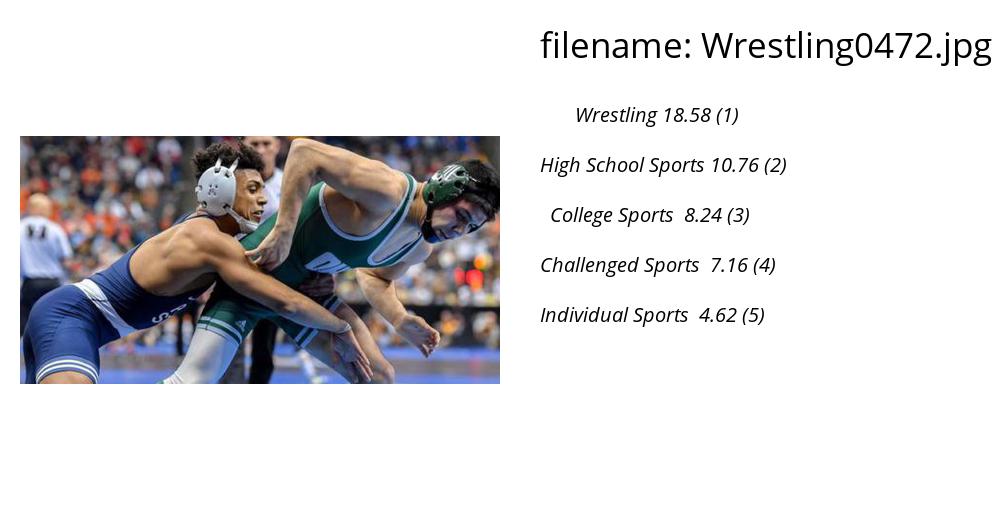 filename: Wrestling0472.jpg
Wrestling 18.58 (1)
High School Sports 10.76 (2)
College Sports 8.24 (3)
Challenged Sports 7.16 (4)
Individual Sports 4.62 (5)